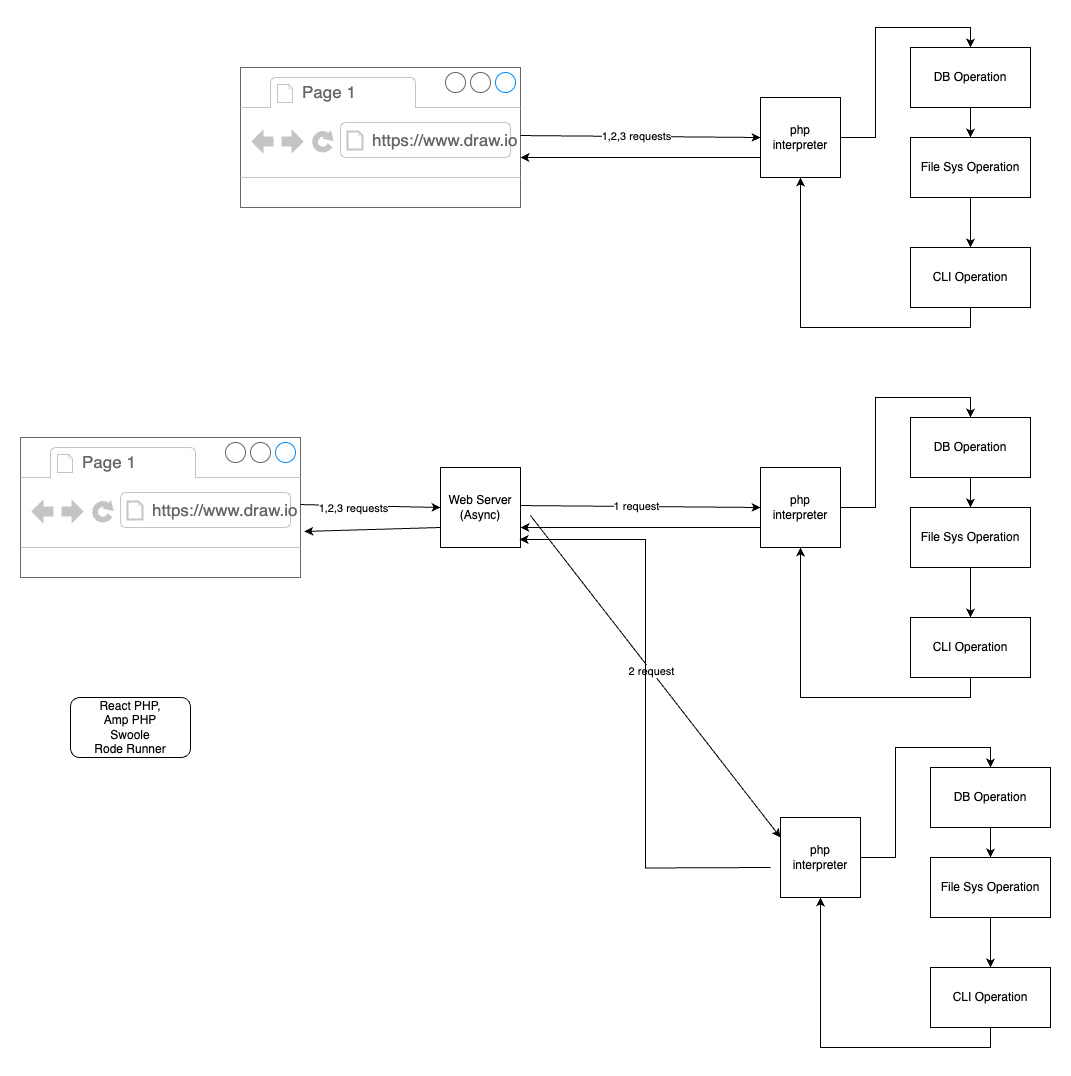 Page 1
https://www.draw.io
1,2,3 requests
php
interpreter
DB Operation
File Sys Operation
CLI Operation
Page 1
https://www.draw.io
1,2,3 requests
Web Server
(Async)
1 request
php
interpreter
DB Operation
File Sys Operation
CLI Operation
2 request
React PHP,
Amp PHP
Swoole
Rode Runner
php
interpreter
DB Operation
File Sys Operation
CLI Operation